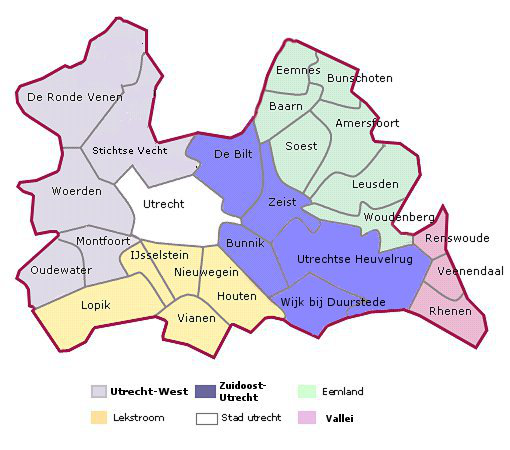 Eemnes
Bunschoten
De Ronde Venen
Baarn
Amersfoort
Stichtse Vecht
De Bilt
Soest
Leusden
Woerden
Utrecht
Zeist
Woudenberg
Montfoort
Bunnik
Renswoude
IJsselstein
Utrechtse Heuvelrug
Oudewater
Nieuwegein
Veenendaal
Lopik
Houten
Wijk bij Duurstede
Vianen
Rhenen
Utrecht-West
Zuidoost-
Utrecht
Eemland
Lekstroom
Stad utrecht
Vallei